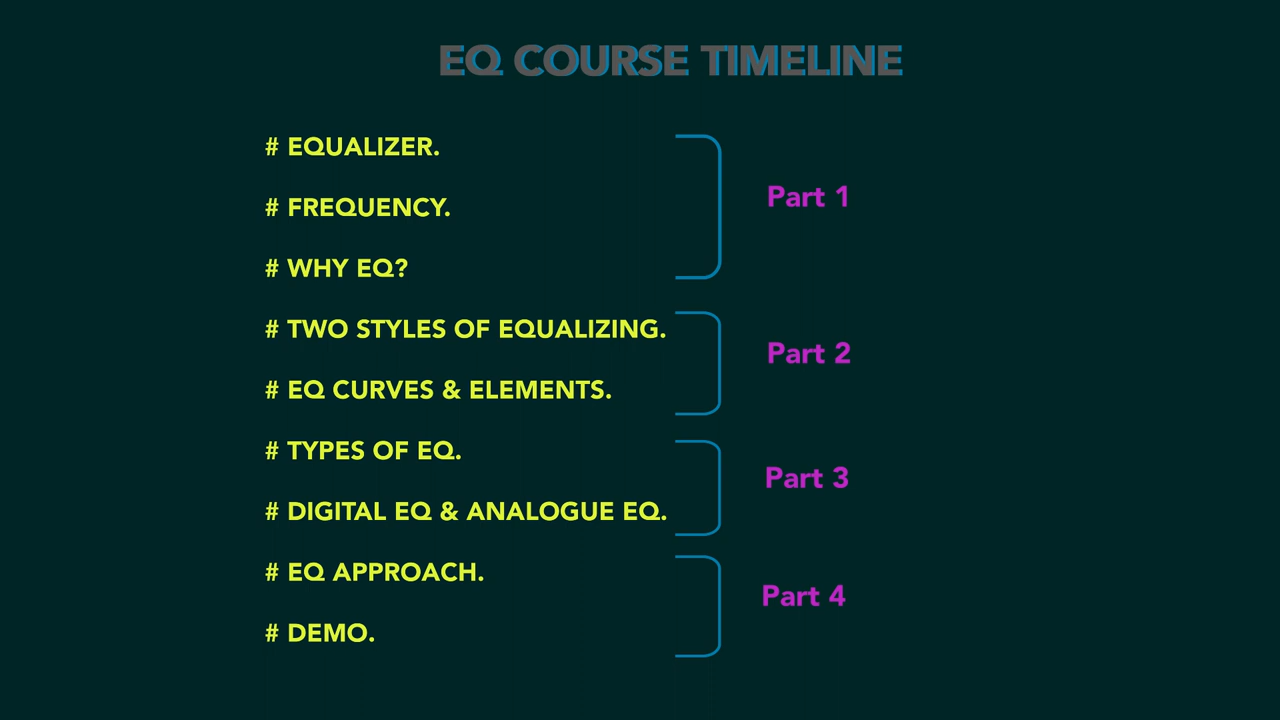 EQ COURSE TIMELINE
# EQUALIZER.
# FREQUENCY.
# WHY EQ?
Part 1
# TWO STYLES OF EQUALIZING.
# EQ CURVES & ELEMENTS.
Part 2
# TYPES OF EQ.
# DIGITAL EQ & ANALOGUE EQ.
Part 3
# EQ APPROACH.
# DEMO.
Part 4